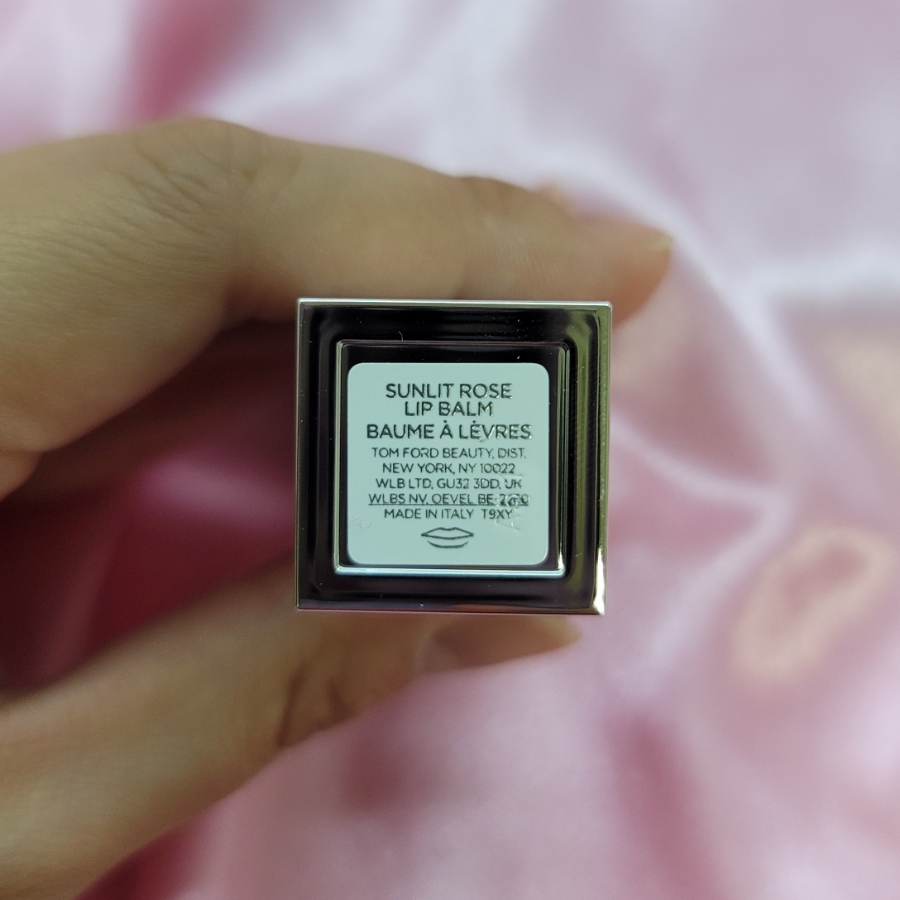 SUNLIT ROSE
LIP BALM
BAUME À LÈVRES
TOM FORD BEAUTY, DIST.
NEW YORK, NY 10022
WLB LTD, GU32 3DD, UK
WLBS NV, OEVEL BE
MADE IN ITALY T9XY